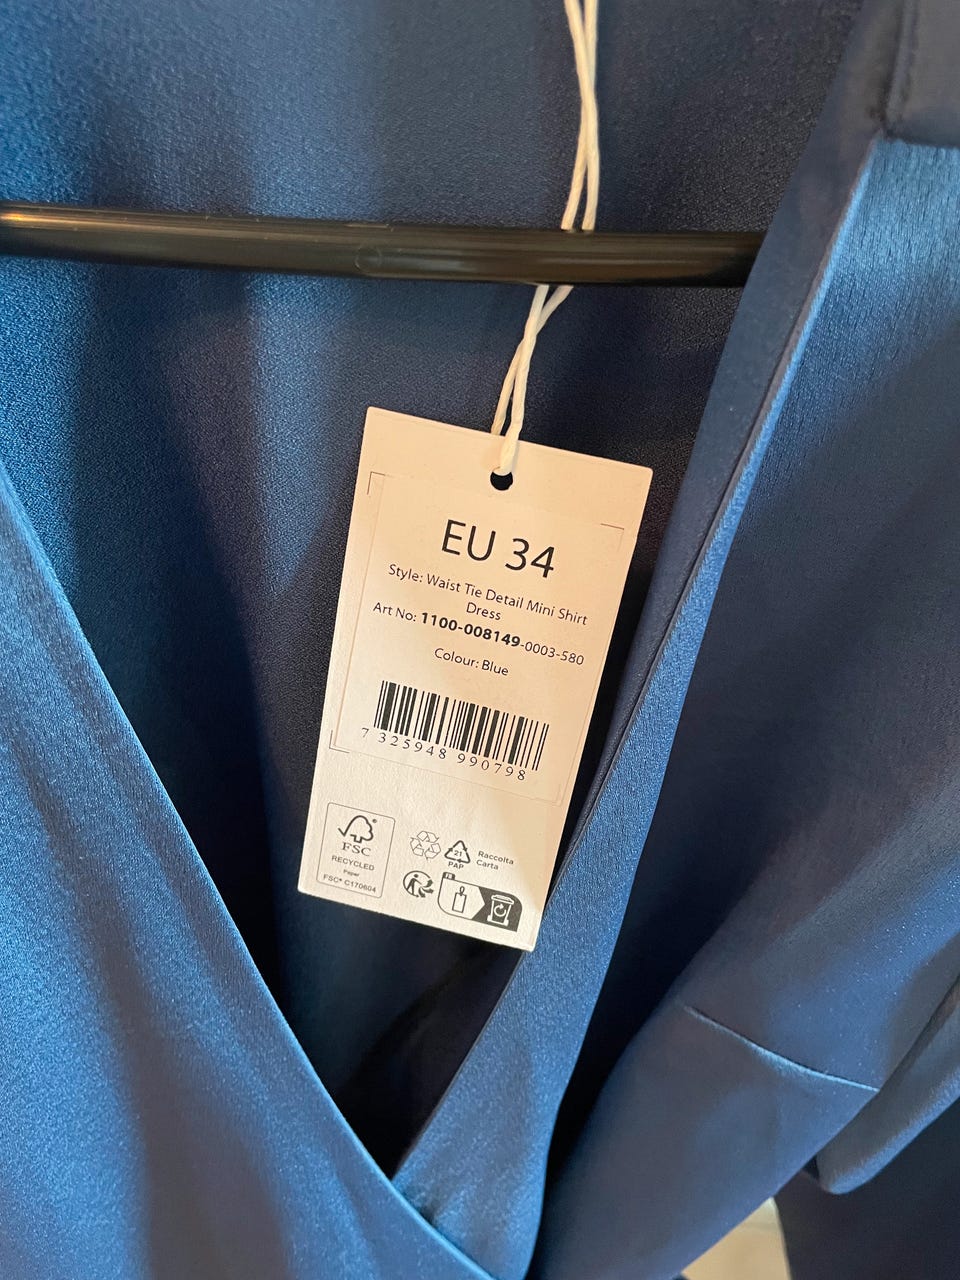 EU 34
Style: Waist Tie Detail Mini Shirt
Dress
Art No: 1100-008149-0003-580
Colour: Blue
7 325948 990798
FSC
RECYCLED
Paper
FSC® C170604
21
PAP
Raccolta
Carta
FR